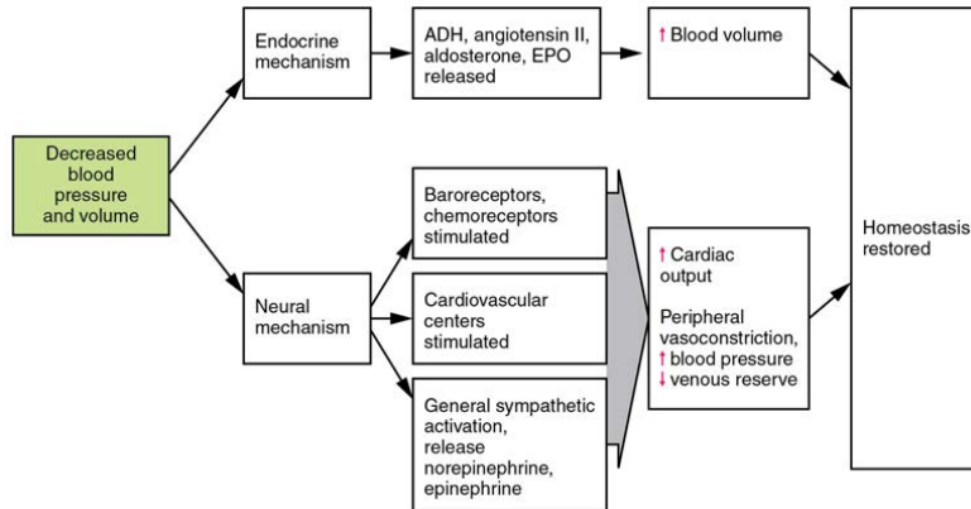 Decreased
blood
pressure
and volume
Endocrine
mechanism
ADH, angiotensin II,
aldosterone, EPO
released
↑ Blood volume
Neural
mechanism
Baroreceptors,
chemoreceptors
stimulated
Cardiovascular
centers
stimulated
General sympathetic
activation,
release
norepinephrine,
epinephrine
↑ Cardiac
output
Peripheral
vasoconstriction,
↑ blood pressure
↓ venous reserve
Homeostasis
restored